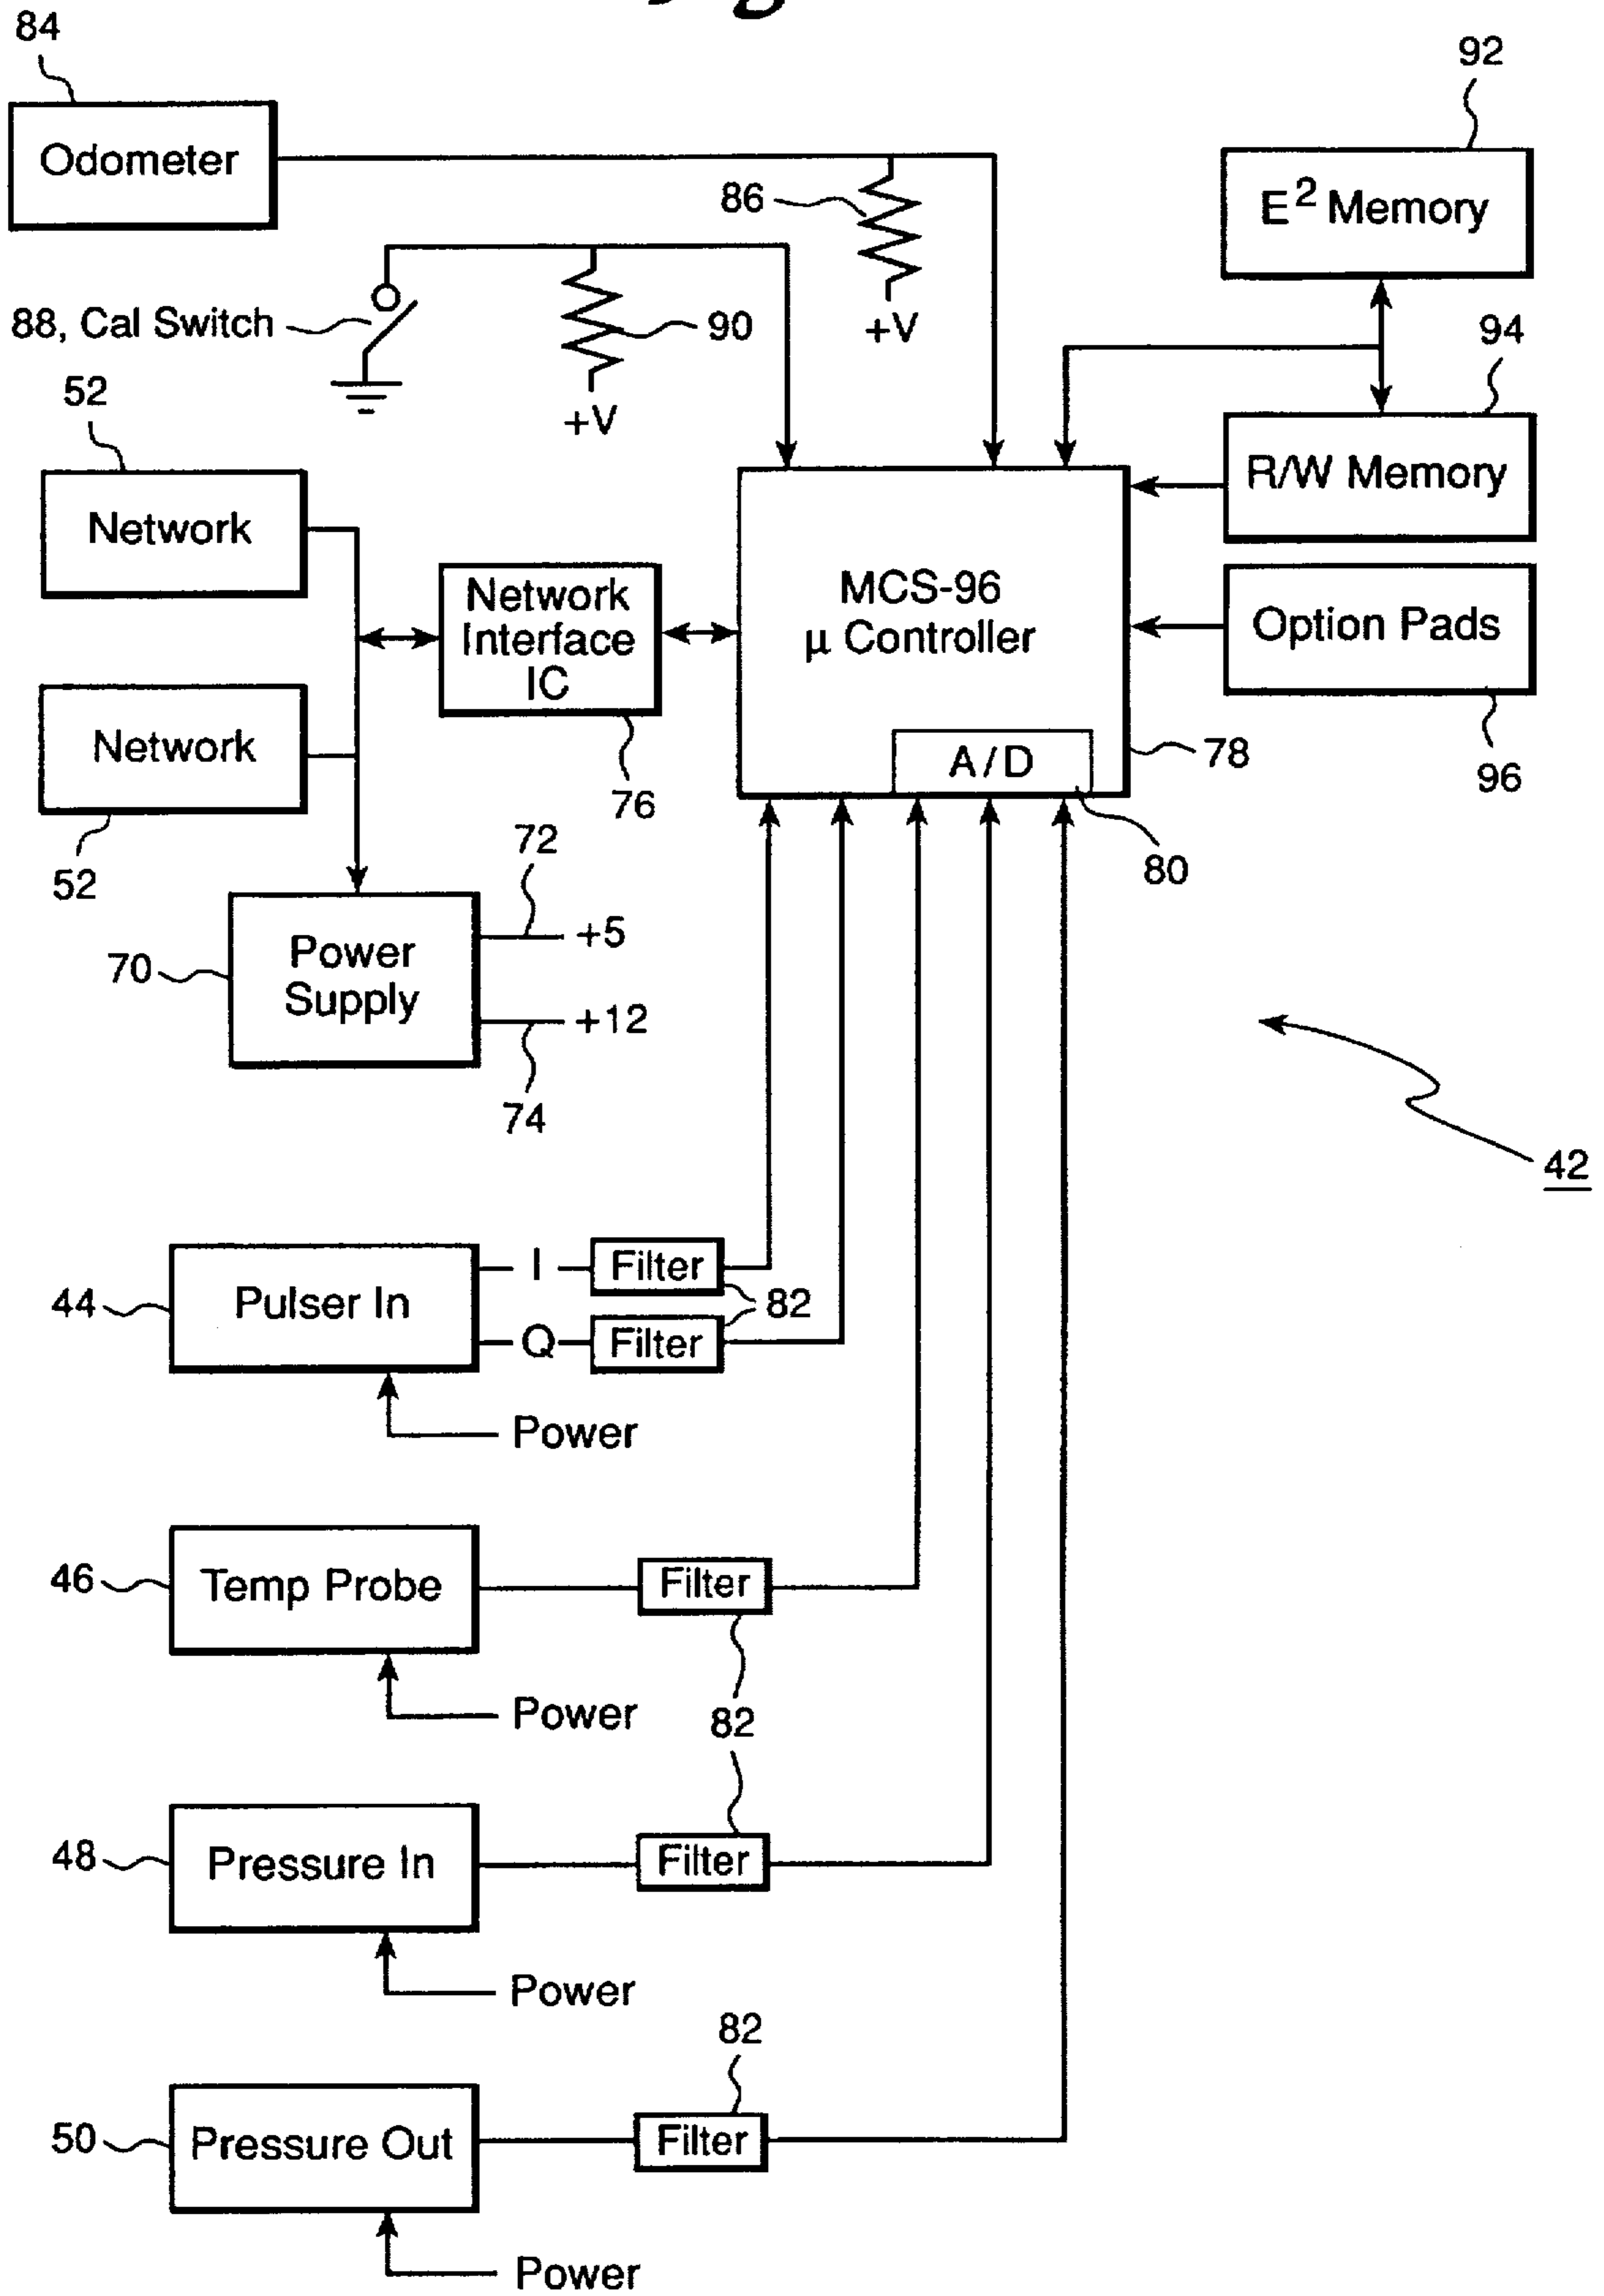 84
Odometer
92
E² Memory
86
+V
88, Cal Switch
90
+V
94
R/W Memory
52
Network
Network
Interface
IC
76
MCS-96
μ Controller
A/D
78
80
Option Pads
96
Network
52
70
Power
Supply
72
+5
+12
74
42
44
Pulser In
I
Filter
82
Q
Filter
Power
46
Temp Probe
Filter
82
Power
48
Pressure In
Filter
Power
82
50
Pressure Out
Filter
Power